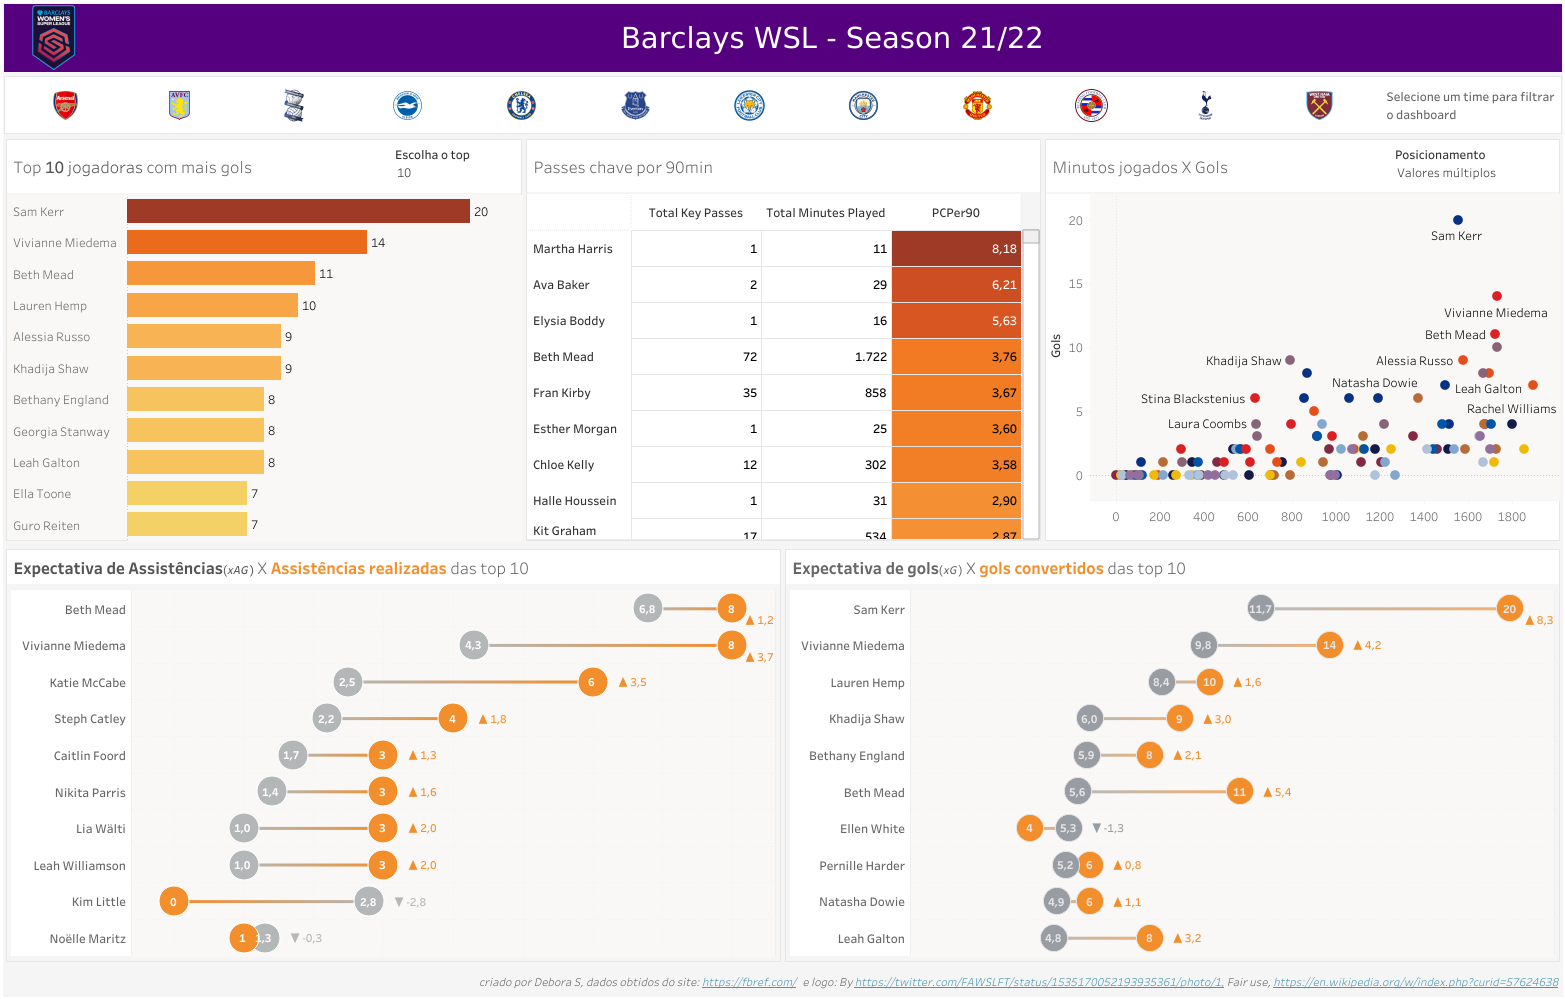 Barclays WSL - Season 21/22
BARCLAYS
WOMEN'S
SUPER LEAGUE
Selecione um time para filtrar
o dashboard
Top 10 jogadoras com mais gols
Escolha o top
10
Sam Kerr 20
Vivianne Miedema 14
Beth Mead 11
Lauren Hemp 10
Alessia Russo 9
Khadija Shaw 9
Bethany England 8
Georgia Stanway 8
Leah Galton 8
Ella Toone 7
Guro Reiten 7
Passes chave por 90min
Total Key Passes Total Minutes Played PCPer90
Martha Harris 1 11 8,18
Ava Baker 2 29 6,21
Elysia Boddy 1 16 5,63
Beth Mead 72 1.722 3,76
Fran Kirby 35 858 3,67
Esther Morgan 1 25 3,60
Chloe Kelly 12 302 3,58
Halle Houssein 1 31 2,90
Kit Graham 17 534 2,87
Minutos jogados X Gols
Posicionamento
Valores múltiplos
Gols
20
15
10
5
0
Sam Kerr
Vivianne Miedema
Beth Mead
Khadija Shaw
Alessia Russo
Natasha Dowie
Leah Galton
Stina Blackstenius
Rachel Williams
Laura Coombs
0 200 400 600 800 1000 1200 1400 1600 1800
Expectativa de Assistências(xAG) X Assistências realizadas das top 10
Beth Mead 6,8 8 ▲1,2
Vivianne Miedema 4,3 8 ▲3,7
Katie McCabe 2,5 6 ▲3,5
Steph Catley 2,2 4 ▲1,8
Caitlin Foord 1,7 3 ▲1,3
Nikita Parris 1,4 3 ▲1,6
Lia Wälti 1,0 3 ▲2,0
Leah Williamson 1,0 3 ▲2,0
Kim Little 0 2,8 ▼-2,8
Noëlle Maritz 1 1,3 ▼-0,3
Expectativa de gols(xG) X gols convertidos das top 10
Sam Kerr 11,7 20 ▲8,3
Vivianne Miedema 9,8 14 ▲4,2
Lauren Hemp 8,4 10 ▲1,6
Khadija Shaw 6,0 9 ▲3,0
Bethany England 5,9 8 ▲2,1
Beth Mead 5,6 11 ▲5,4
Ellen White 4 5,3 ▼-1,3
Pernille Harder 5,2 6 ▲0,8
Natasha Dowie 4,9 6 ▲1,1
Leah Galton 4,8 8 ▲3,2
criado por Debora S, dados obtidos do site: https://fbref.com/ e logo: By https://twitter.com/FAWSLFT/status/1535170052193935361/photo/1, Fair use, https://en.wikipedia.org/w/index.php?curid=57624638